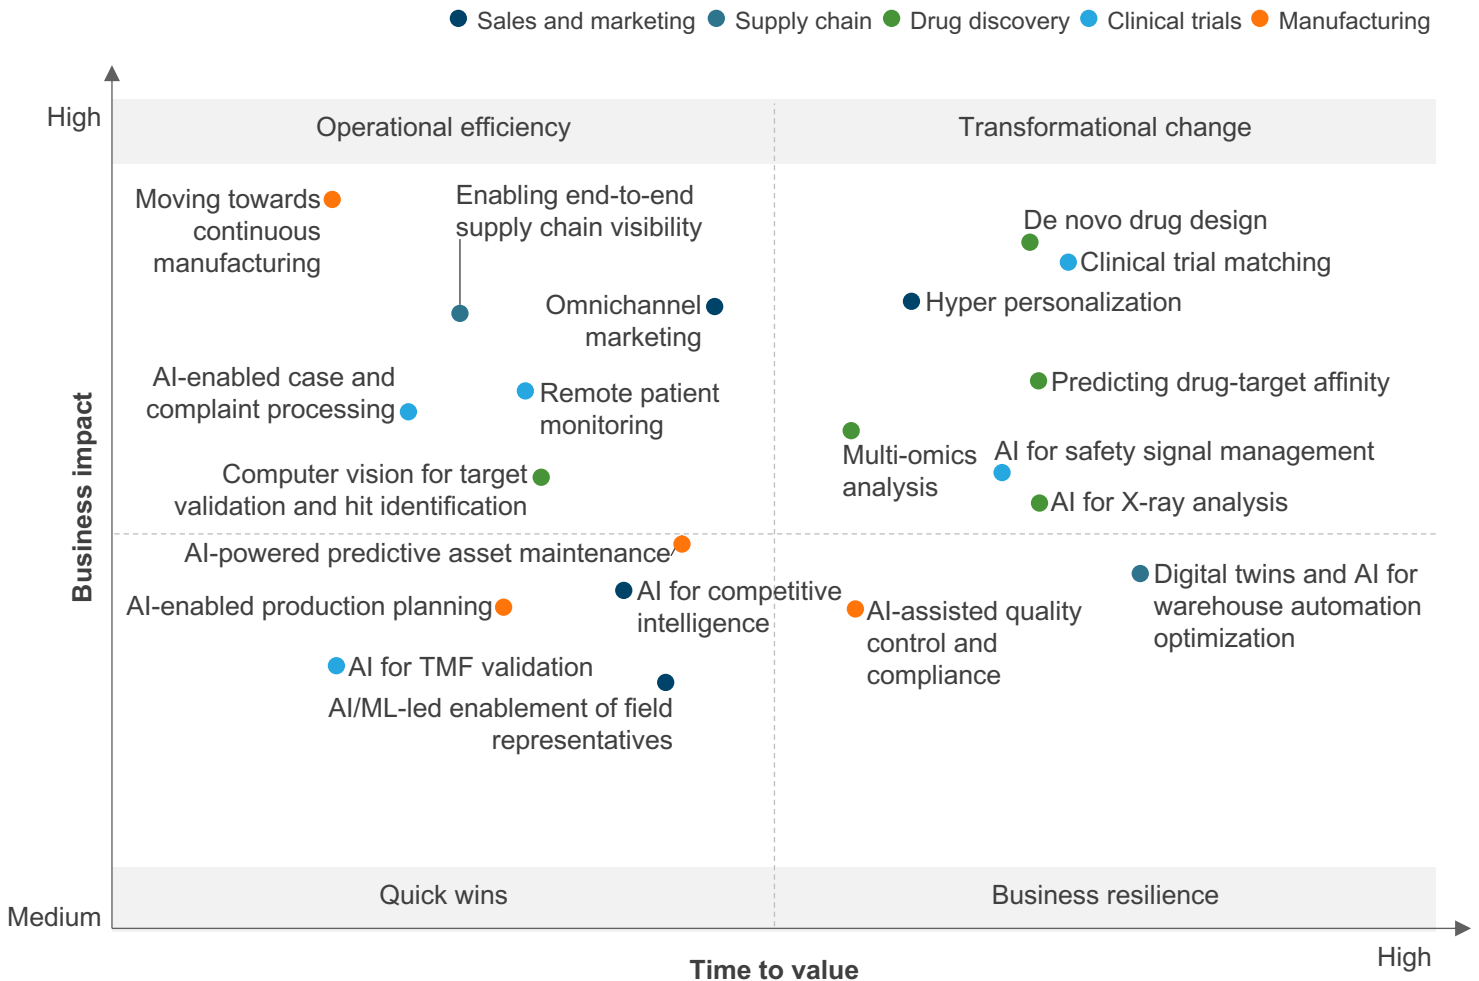 Sales and marketing Supply chain Drug discovery Clinical trials Manufacturing
High
Operational efficiency
Transformational change
Moving towards
continuous
manufacturing
Enabling end-to-end
supply chain visibility
Omnichannel
marketing
AI-enabled case and
complaint processing
Remote patient
monitoring
Computer vision for target
validation and hit identification
De novo drug design
Clinical trial matching
Hyper personalization
Predicting drug-target affinity
Multi-omics
analysis
AI for safety signal management
AI for X-ray analysis
Business impact
AI-powered predictive asset maintenance
AI-enabled production planning
AI for competitive
intelligence
AI for TMF validation
AI/ML-led enablement of field
representatives
AI-assisted quality
control and
compliance
Digital twins and AI for
warehouse automation
optimization
Quick wins
Business resilience
Medium
High
Time to value